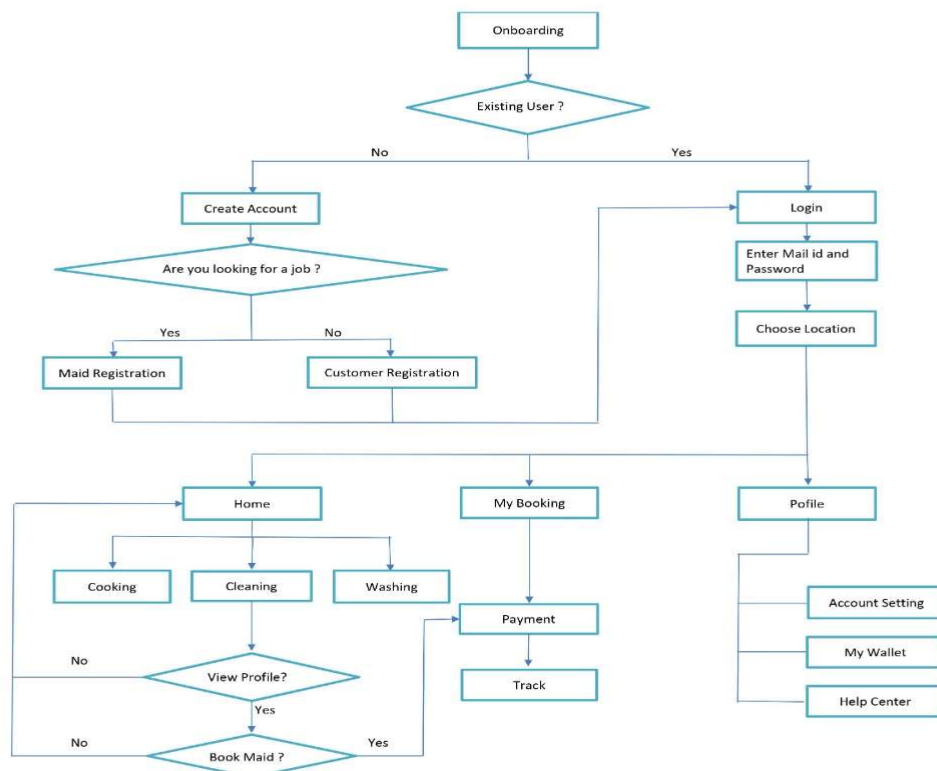 Onboarding
Existing User ?
No
Yes
Create Account
Login
Are you looking for a job ?
Enter Mail id and
Password
Choose Location
Yes
No
Maid Registration
Customer Registration
Home
My Booking
Pofile
Cooking
Cleaning
Washing
Account Setting
Payment
No
View Profile?
My Wallet
Track
Help Center
Yes
No
Book Maid ?
Yes